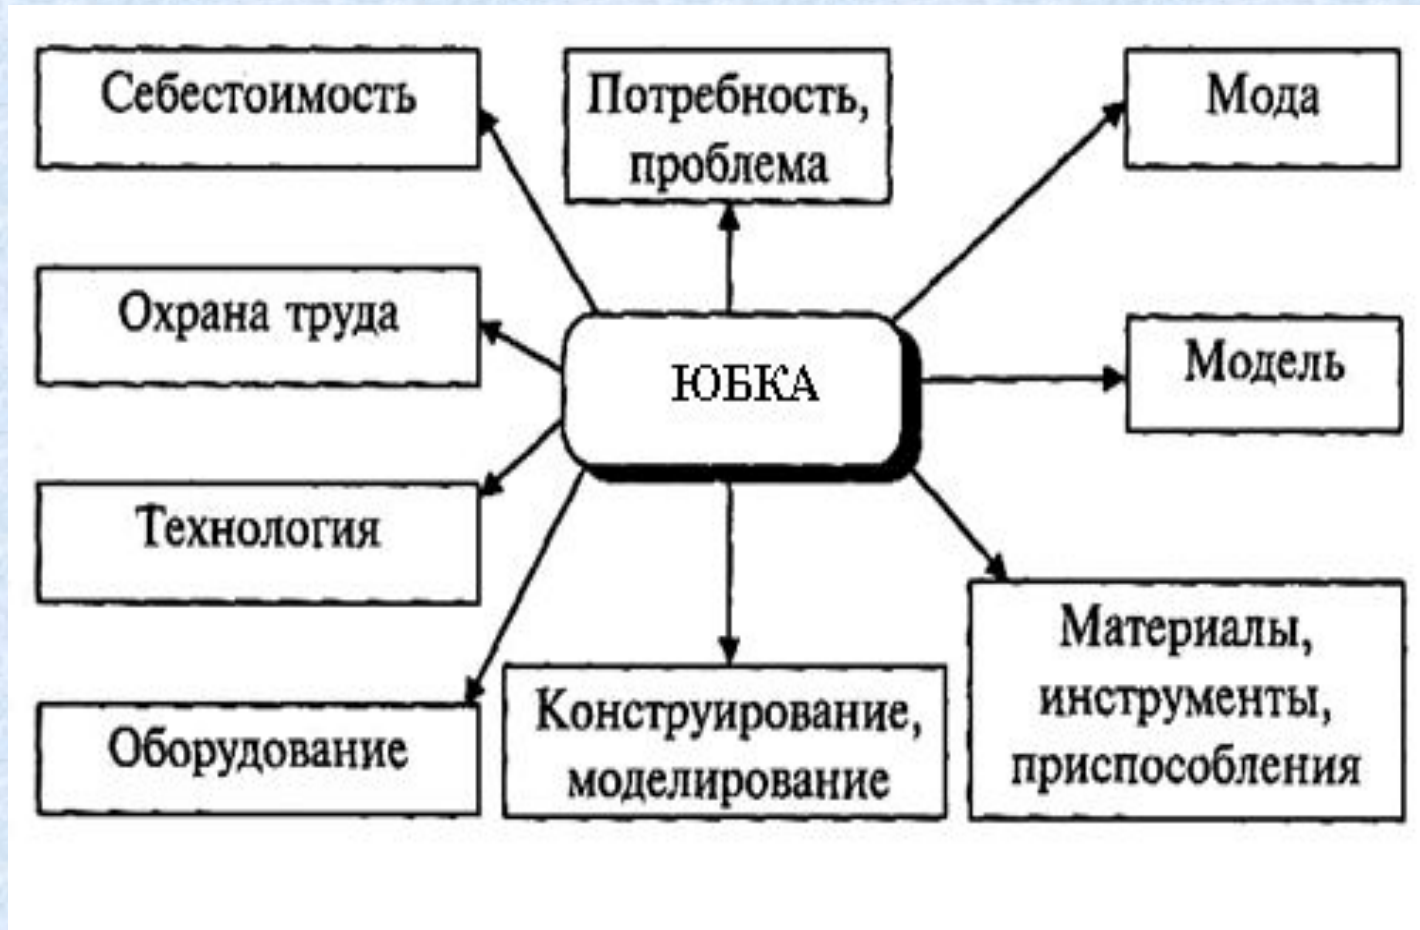 Себестоимость
Потребность,
проблема
Мода
Охрана труда
ЮБКА
Модель
Технология
Оборудование
Конструирование,
моделирование
Материалы,
инструменты,
приспособления